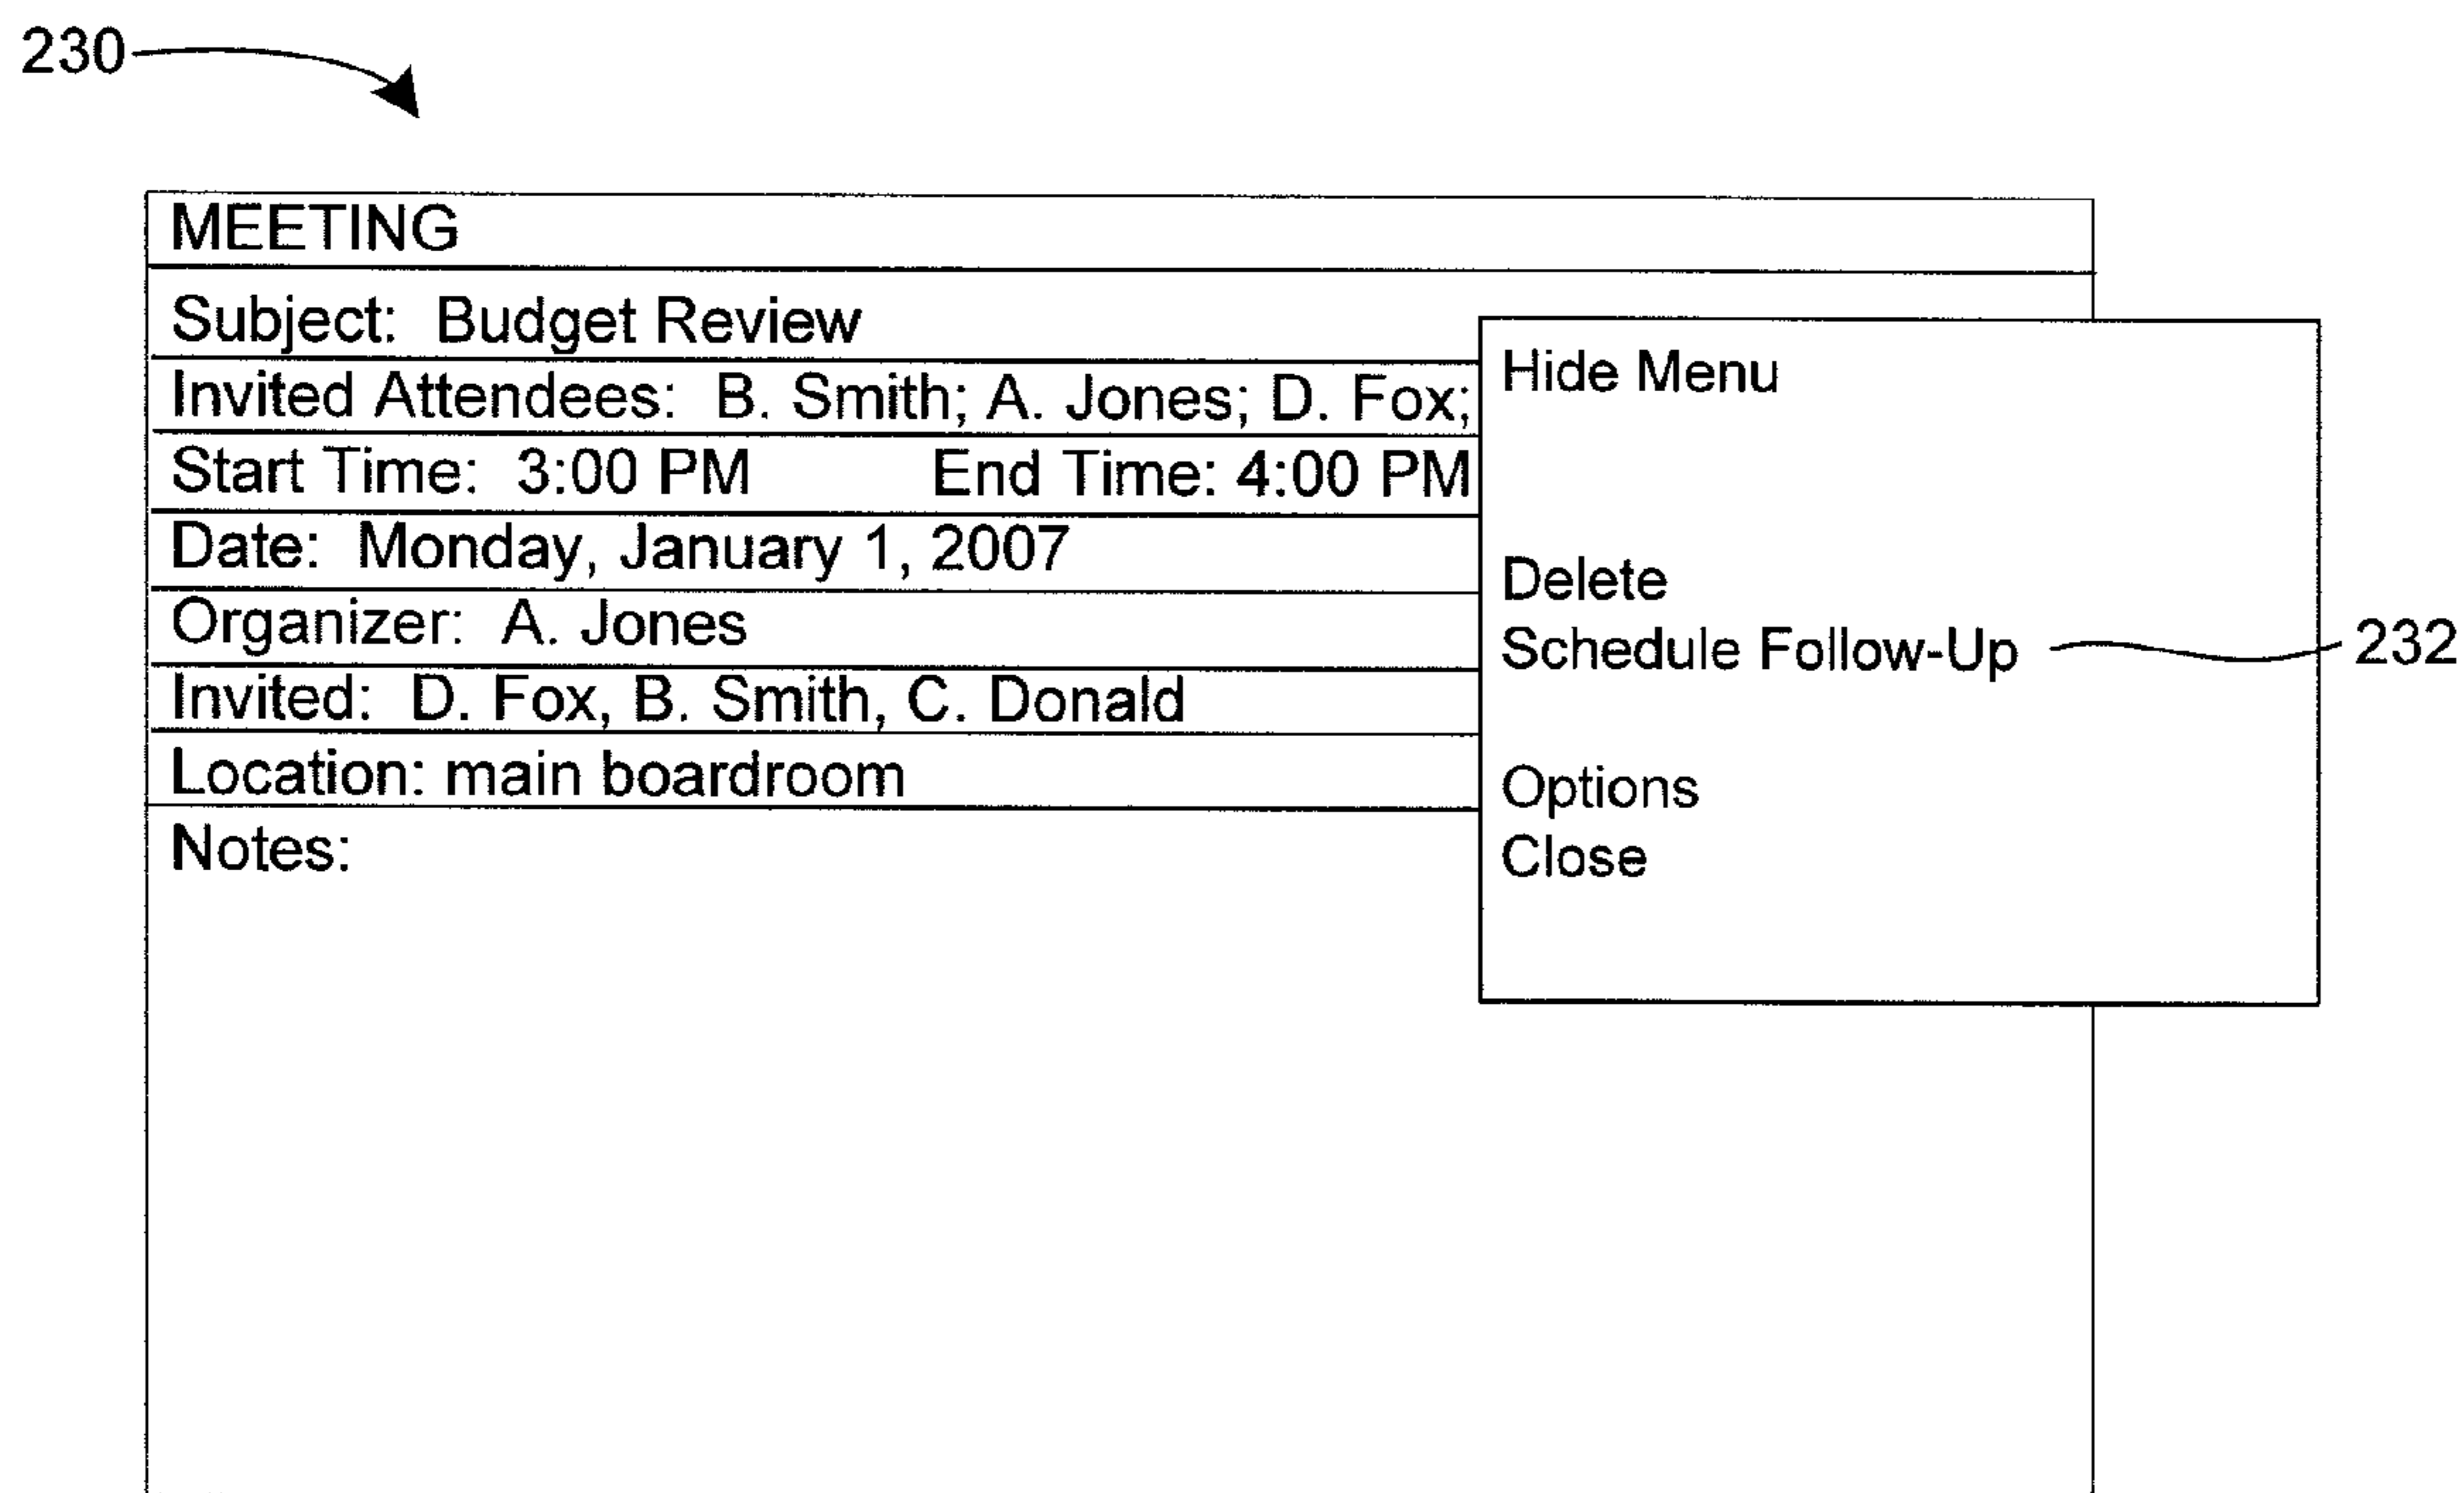 230
MEETING
Subject: Budget Review
Invited Attendees: B. Smith; A. Jones; D. Fox;
Start Time: 3:00 PM End Time: 4:00 PM
Date: Monday, January 1, 2007
Organizer: A. Jones
Invited: D. Fox, B. Smith, C. Donald
Location: main boardroom
Notes:
Hide Menu
Delete
Schedule Follow-Up
232
Options
Close